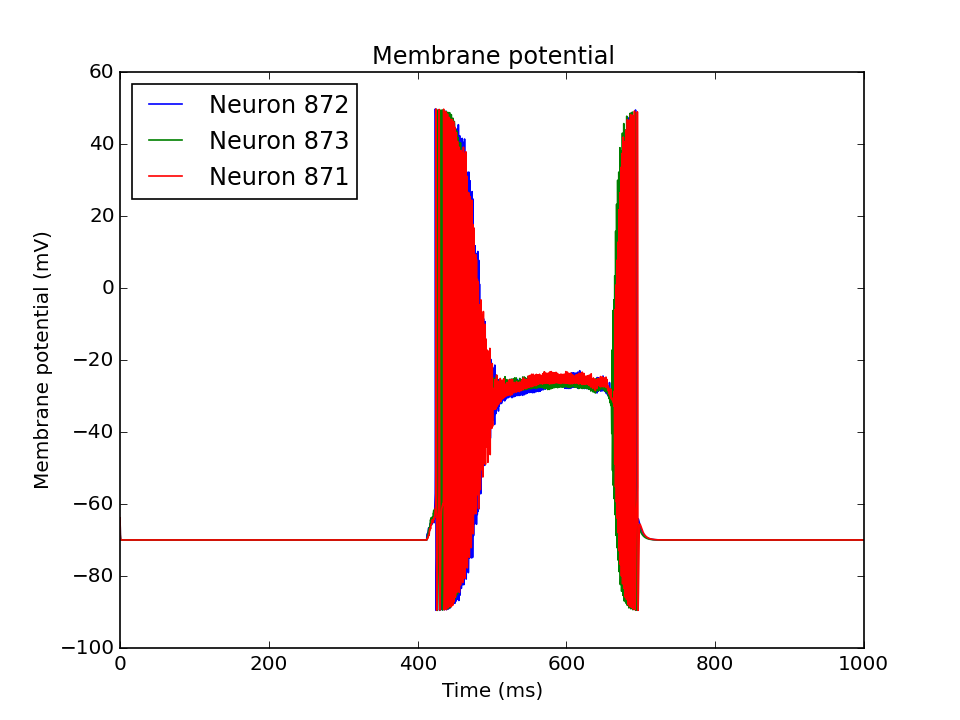 Membrane potential
60
40
20
0
−20
−40
−60
−80
−100
Membrane potential (mV)
Neuron 872
Neuron 873
Neuron 871
0 200 400 600 800 1000
Time (ms)